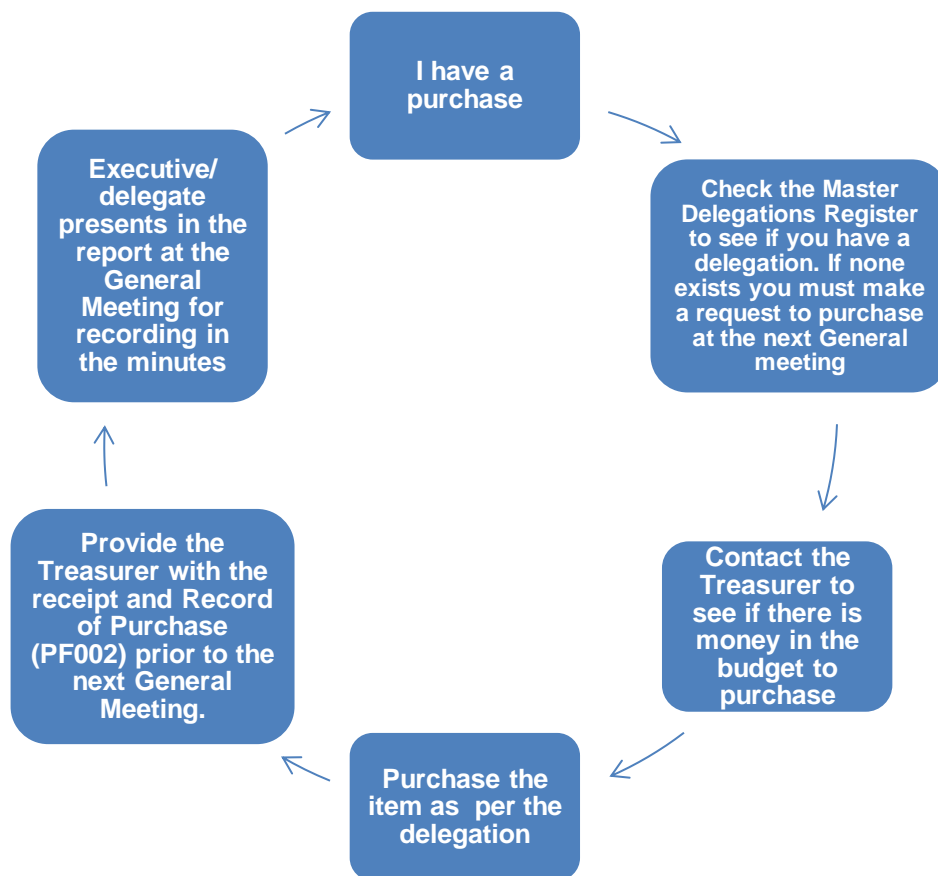 I have a
purchase
Check the Master
Delegations Register
to see if you have a
delegation. If none
exists you must make
a request to purchase
at the next General
meeting
Contact the
Treasurer to
see if there is
money in the
budget to
purchase
Purchase the
item as  per the
delegation
Provide the
Treasurer with the
receipt and Record
of Purchase
(PF002) prior to the
next General
Meeting.
Executive/
delegate
presents in the
report at the
General
Meeting for
recording in
the minutes